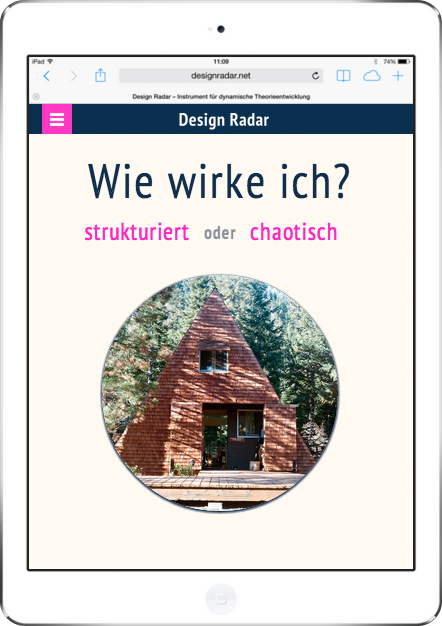 iPad 11:09 74%
designradar.net
Design Radar – Instrument für dynamische Theorieentwicklung
Design Radar
Wie wirke ich?
strukturiert oder chaotisch